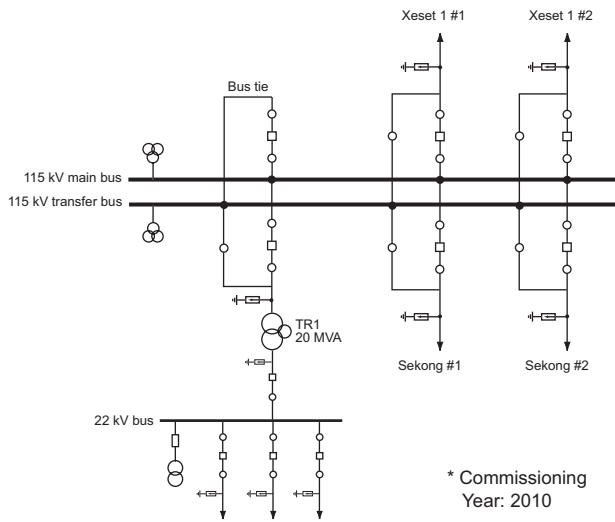 Xeset 1 #1
Xeset 1 #2
Bus tie
115 kV main bus
115 kV transfer bus
TR1
20 MVA
Sekong #1
Sekong #2
22 kV bus
* Commissioning
Year: 2010